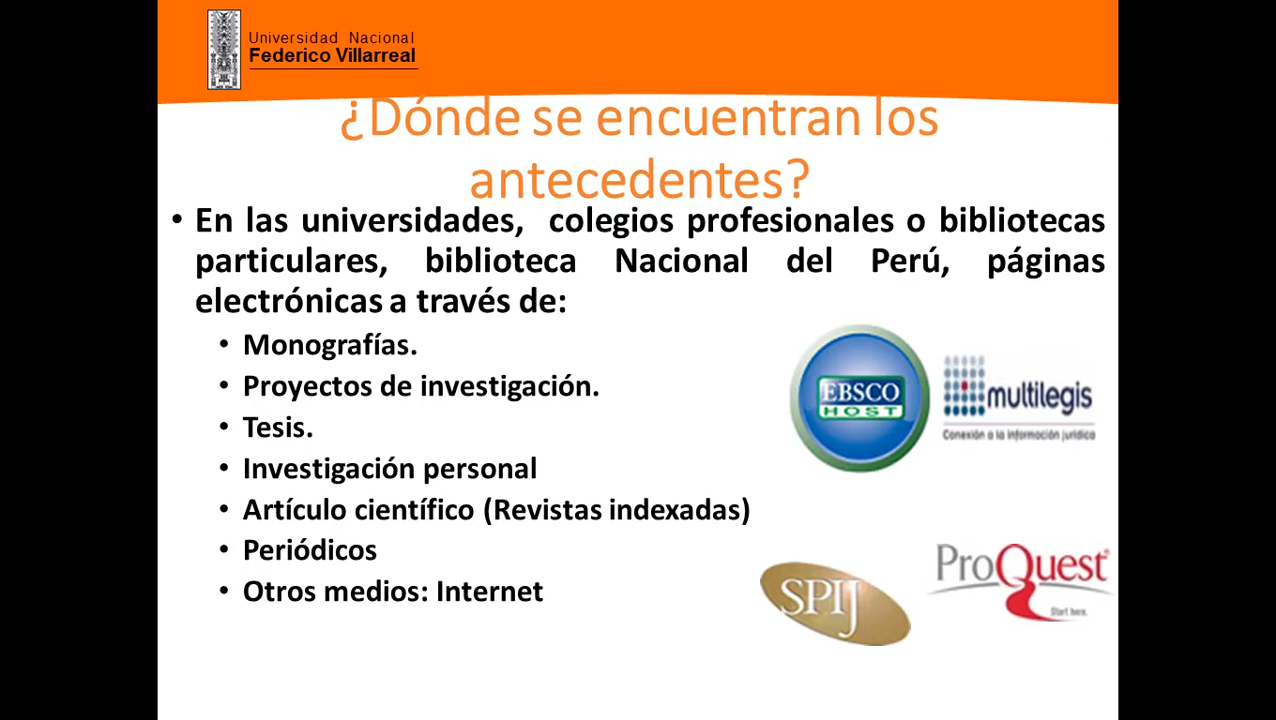 Universidad Nacional
Federico Villarreal
¿Dónde se encuentran los
antecedentes?
• En las universidades, colegios profesionales o bibliotecas
particulares, biblioteca Nacional del Perú, páginas
electrónicas a través de:
• Monografías.
• Proyectos de investigación.
• Tesis.
• Investigación personal
• Artículo científico (Revistas indexadas)
• Periódicos
• Otros medios: Internet
EBSCO
HOST
multilegis
Conexión a la información jurídica
SPIJ
ProQuest
Start here.